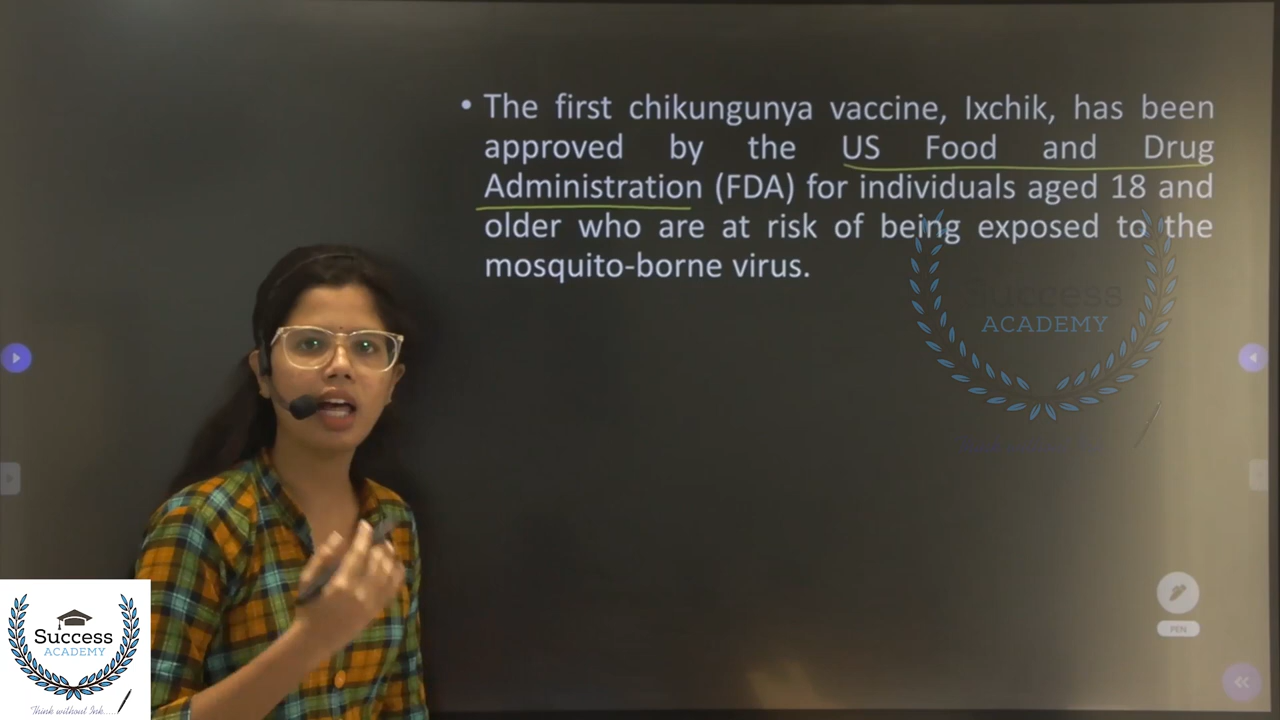 • The first chikungunya vaccine, Ixchik, has been
approved by the US Food and Drug
Administration (FDA) for individuals aged 18 and
older who are at risk of being exposed to the
mosquito-borne virus.
Success
ACADEMY
PEN
Success
ACADEMY
Think without Ink.....